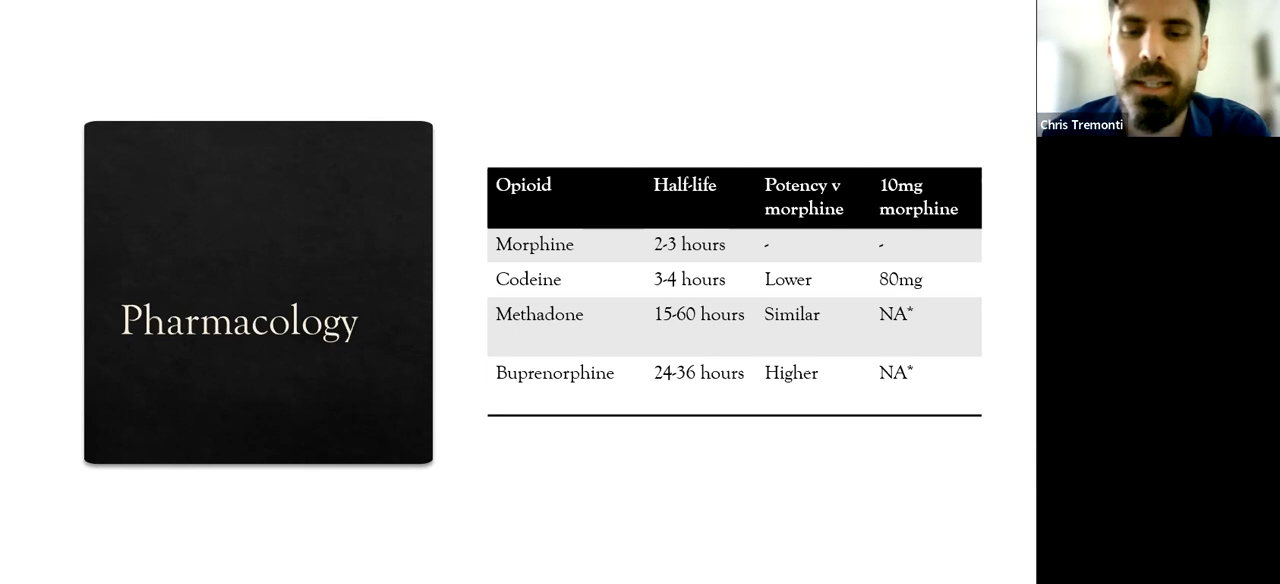 Pharmacology
Opioid Half-life Potency v morphine 10mg morphine
Morphine 2-3 hours - -
Codeine 3-4 hours Lower 80mg
Methadone 15-60 hours Similar NA*
Buprenorphine 24-36 hours Higher NA*
Chris Tremonti